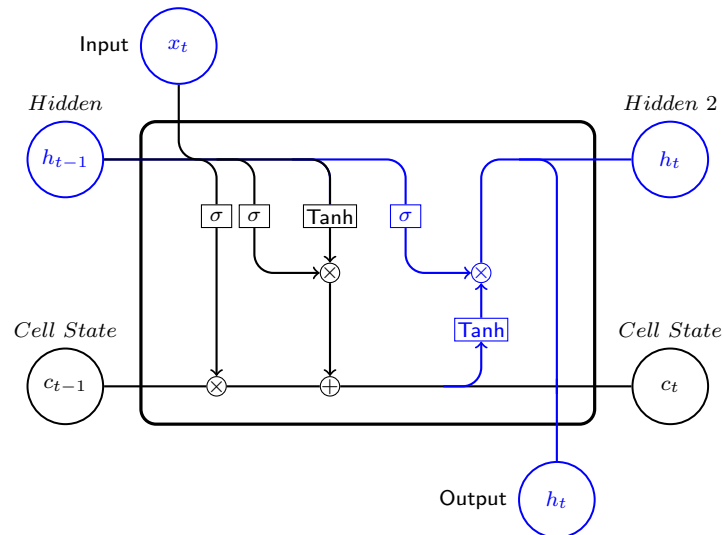 Input
x_t
Hidden
Hidden 2
h_{t−1}
h_t
σ
σ
Tanh
σ
×
×
Tanh
Cell State
Cell State
c_{t−1}
×
+
c_t
Output
h_t